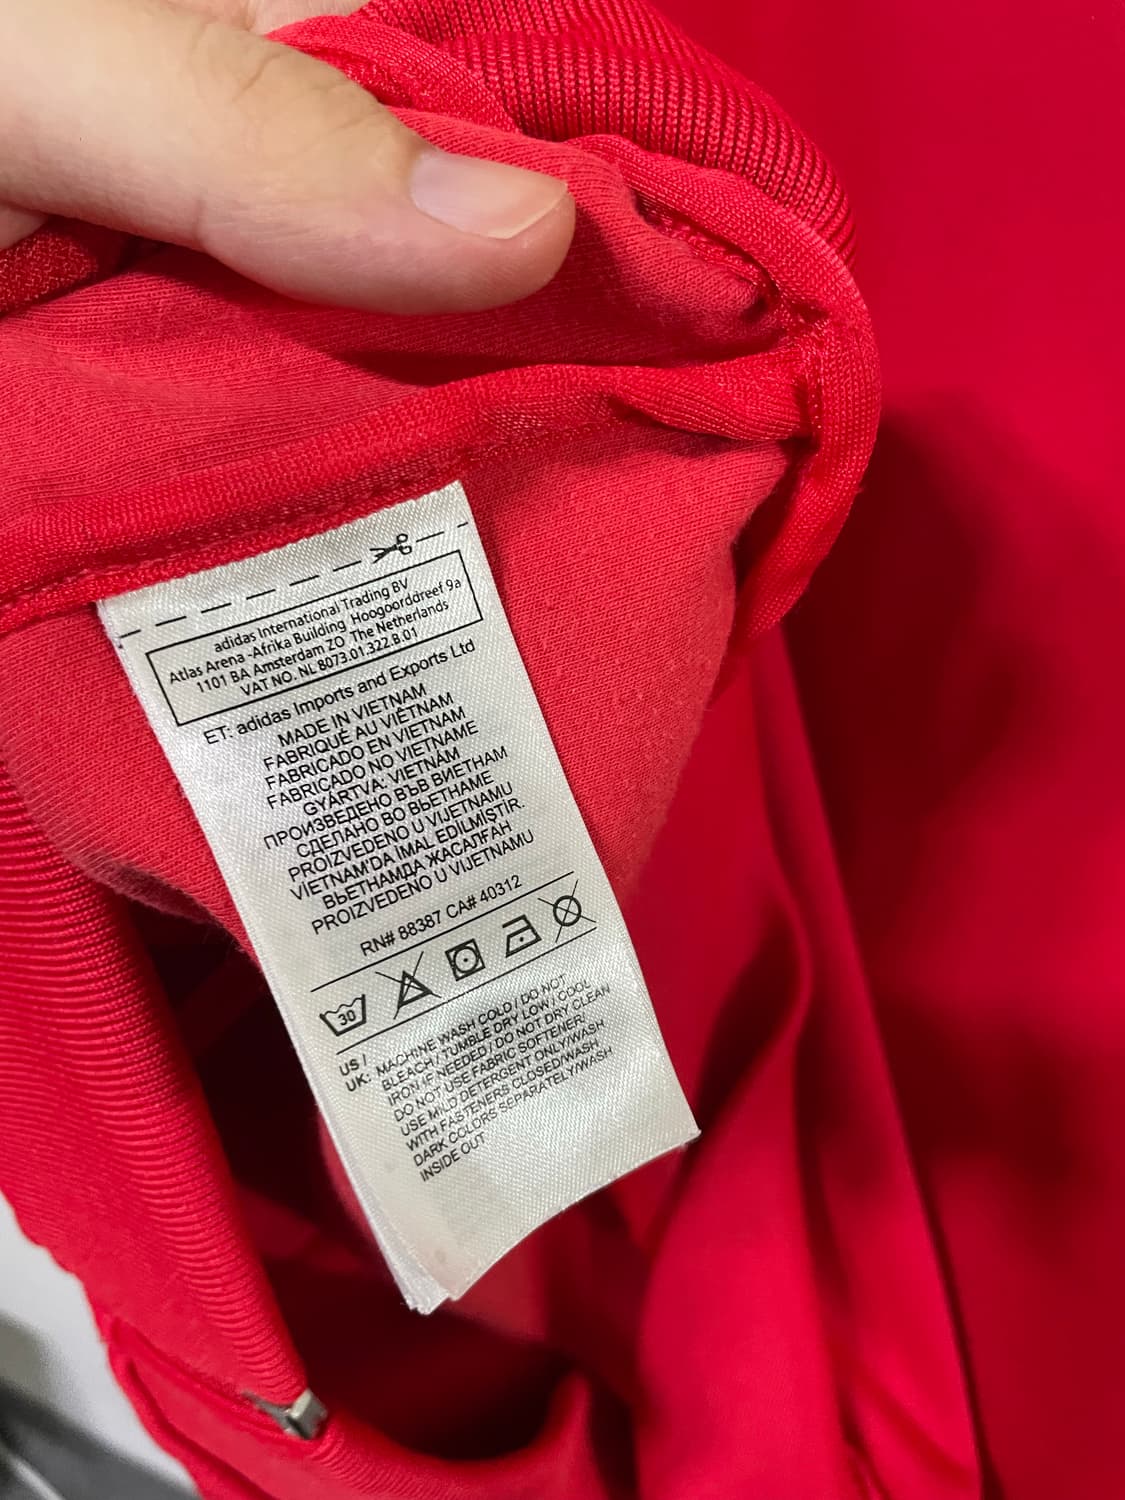 adidas International Trading BV
Atlas Arena -Afrika Building Hoogoorddreef 9a
1101 BA Amsterdam ZO The Netherlands
VAT NO. NL 8073.01.322.B.01
ET: adidas Imports and Exports Ltd
MADE IN VIETNAM
FABRIQUÉ AU VIÊTNAM
FABRICADO EN VIETNAM
FABRICADO NO VIETNAME
GYÁRTVA: VIETNÁM
ПРОИЗВЕДЕНО ВЪВ ВИЕТНАМ
СДЕЛАНО ВО ВЬЕТНАМЕ
PROIZVEDENO U VIJETNAMU
VİETNAM'DA İMAL EDİLMİŞTİR.
ВЬЕТНАМДА ЖАСАЛҒАН
PROIZVEDENO U VIJETNAMU
RN# 88387 CA# 40312
30
US / UK: MACHINE WASH COLD / DO NOT
BLEACH / TUMBLE DRY LOW / COOL
IRON IF NEEDED / DO NOT DRY CLEAN
DO NOT USE FABRIC SOFTENER/
USE MILD DETERGENT ONLY/WASH
WITH FASTENERS CLOSED/WASH
DARK COLORS SEPARATELY/WASH
INSIDE OUT